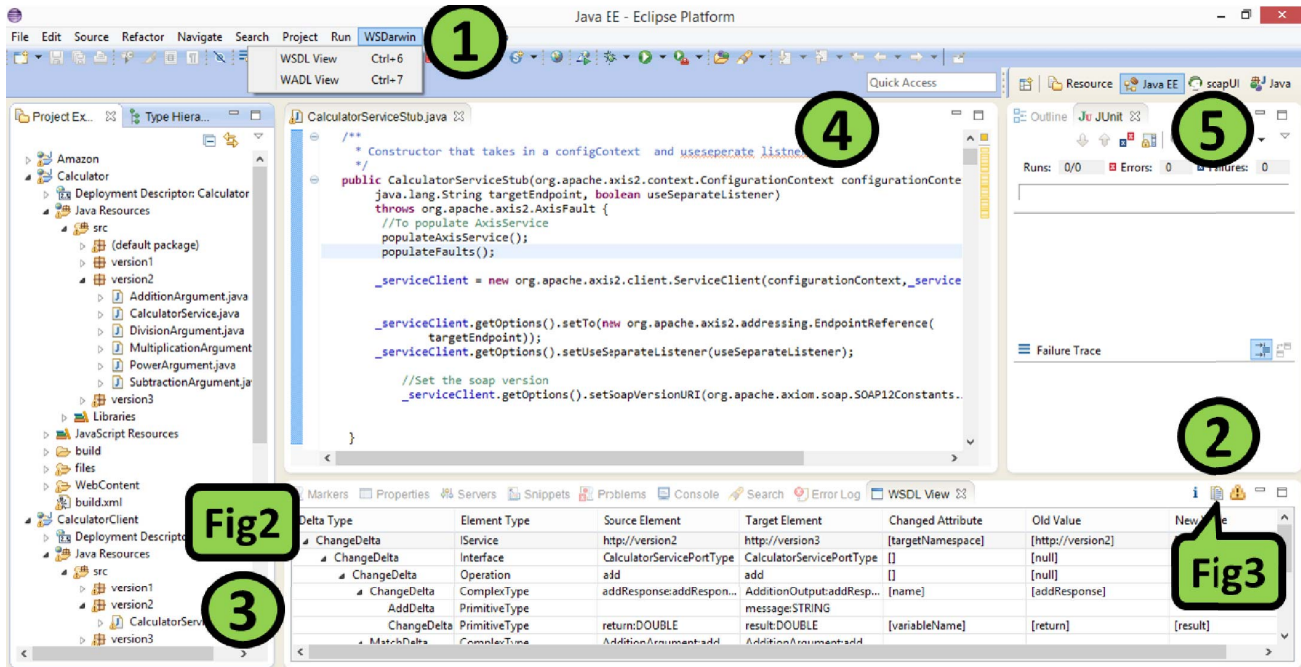 Java EE - Eclipse Platform
File Edit Source Refactor Navigate Search Project Run WSDarwin
1
WSDL View Ctrl+6
WADL View Ctrl+7
Quick Access
Resource Java EE soapUI Java
Project Ex... Type Hiera...
Amazon
Calculator
Deployment Descriptor: Calculator
Java Resources
src
(default package)
version1
version2
AdditionArgument.java
CalculatorService.java
DivisionArgument.java
MultiplicationArgument
PowerArgument.java
SubtractionArgument.ja
version3
Libraries
JavaScript Resources
build
files
WebContent
build.xml
CalculatorClient
Deployment Descripto
Java Resources
src
version1
version2
CalculatorServi
version3
3
CalculatorServiceStub.java
4
/**
* Constructor that takes in a configContext and useseperate listne
*/
public CalculatorServiceStub(org.apache.axis2.context.ConfigurationContext configurationConte
java.lang.String targetEndpoint, boolean useSeparateListener)
throws org.apache.axis2.AxisFault {
//To populate AxisService
populateAxisService();
populateFaults();
_serviceClient = new org.apache.axis2.client.ServiceClient(configurationContext,_service
_serviceClient.getOptions().setTo(new org.apache.axis2.addressing.EndpointReference(
targetEndpoint));
_serviceClient.getOptions().setUseSeparateListener(useSeparateListener);
//Set the soap version
_serviceClient.getOptions().setSoapVersionURI(org.apache.axiom.soap.SOAP12Constants..
}
Outline JUnit
5
Runs: 0/0 Errors: 0 Failures: 0
Failure Trace
2
Markers Properties Servers Snippets Problems Console Search Error Log WSDL View
Fig2
Fig3
Delta Type Element Type Source Element Target Element Changed Attribute Old Value
ChangeDelta IService http://version2 http://version3 [targetNamespace] [http://version2]
ChangeDelta Interface CalculatorServicePortType CalculatorServicePortType [] [null]
ChangeDelta Operation add add [] [null]
ChangeDelta ComplexType addResponse:addRespon... AdditionOutput:addResp... [name] [addResponse]
AddDelta PrimitiveType message:STRING
ChangeDelta PrimitiveType return:DOUBLE result:DOUBLE [variableName] [return] [result]
MatchDelta ComplexType AdditionArgument:add AdditionArgument:add